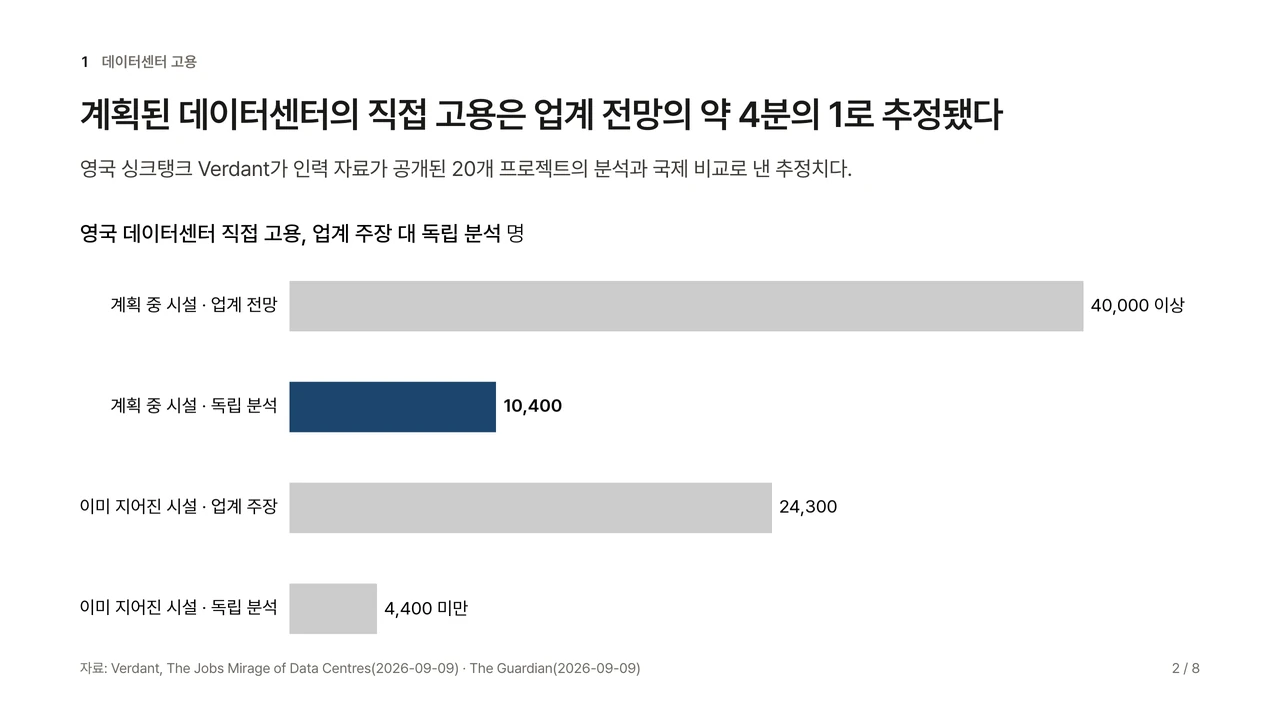 1 데이터센터 고용
계획된 데이터센터의 직접 고용은 업계 전망의 약 4분의 1로 추정됐다
영국 싱크탱크 Verdant가 인력 자료가 공개된 20개 프로젝트의 분석과 국제 비교로 낸 추정치다.
영국 데이터센터 직접 고용, 업계 주장 대 독립 분석 명
계획 중 시설 · 업계 전망 40,000 이상
계획 중 시설 · 독립 분석 10,400
이미 지어진 시설 · 업계 주장 24,300
이미 지어진 시설 · 독립 분석 4,400 미만
자료: Verdant, The Jobs Mirage of Data Centres(2026-09-09) · The Guardian(2026-09-09) 2 / 8